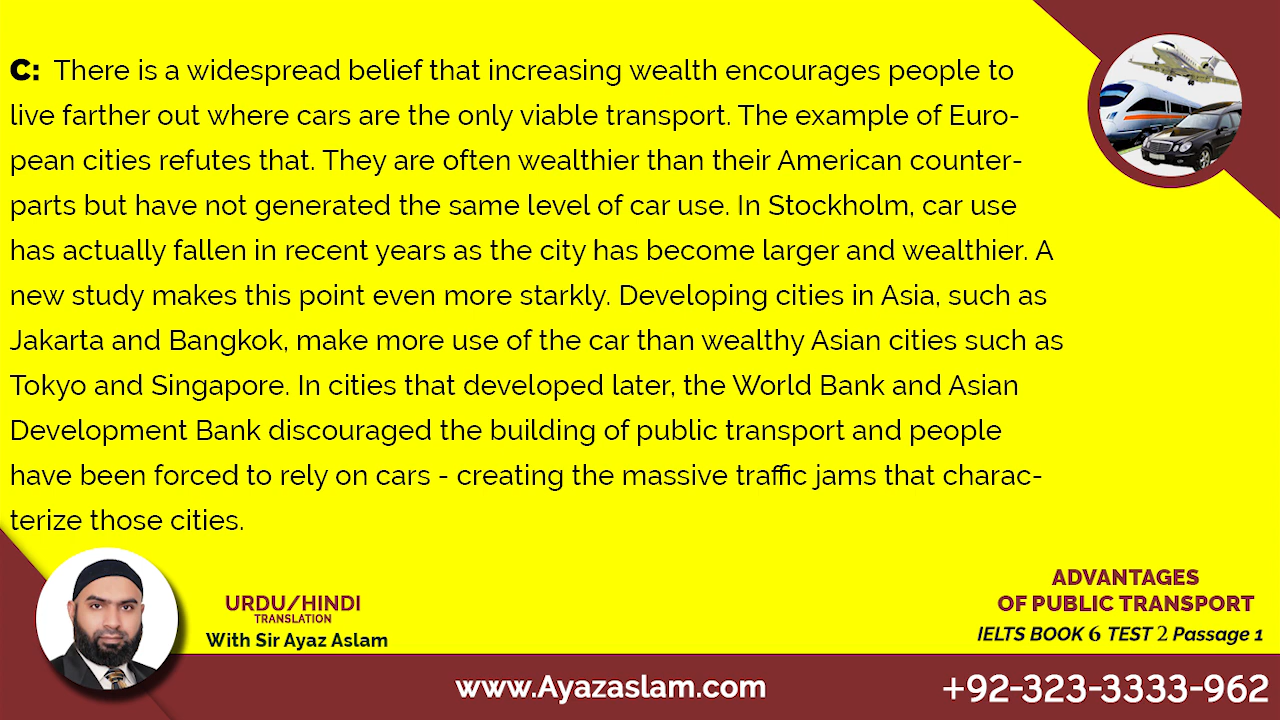 C: There is a widespread belief that increasing wealth encourages people to
live farther out where cars are the only viable transport. The example of Euro-
pean cities refutes that. They are often wealthier than their American counter-
parts but have not generated the same level of car use. In Stockholm, car use
has actually fallen in recent years as the city has become larger and wealthier. A
new study makes this point even more starkly. Developing cities in Asia, such as
Jakarta and Bangkok, make more use of the car than wealthy Asian cities such as
Tokyo and Singapore. In cities that developed later, the World Bank and Asian
Development Bank discouraged the building of public transport and people
have been forced to rely on cars - creating the massive traffic jams that charac-
terize those cities.
URDU/HINDI
TRANSLATION
With Sir Ayaz Aslam
ADVANTAGES
OF PUBLIC TRANSPORT
IELTS BOOK 6 TEST 2 Passage 1
www.Ayazaslam.com
+92-323-3333-962